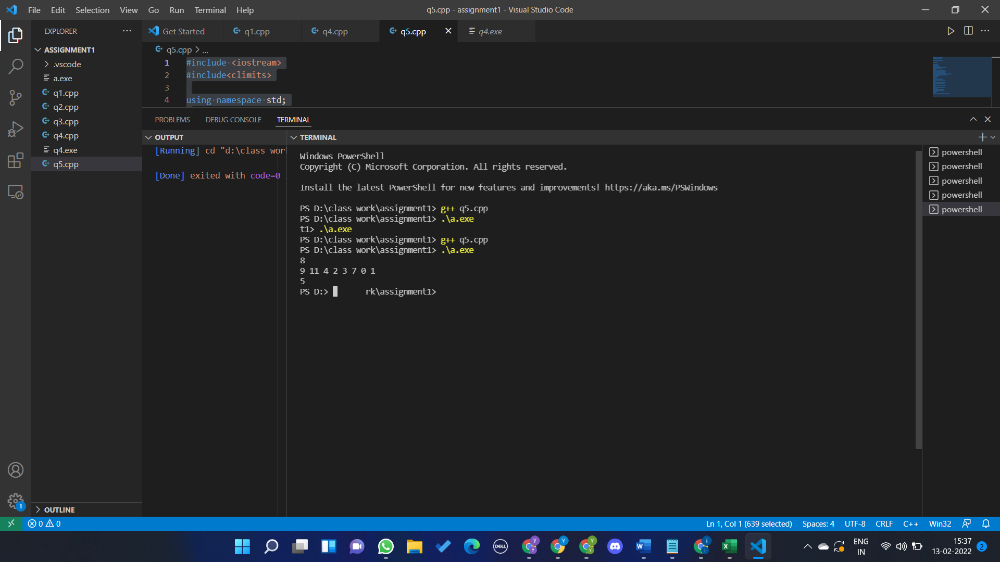 File Edit Selection View Go Run Terminal Help
q5.cpp - assignment1 - Visual Studio Code
EXPLORER
Get Started
q1.cpp
q4.cpp
q5.cpp
q4.exe
ASSIGNMENT1
.vscode
a.exe
q1.cpp
q2.cpp
q3.cpp
q4.cpp
q4.exe
q5.cpp
OUTLINE
q5.cpp > ...
1 #include <iostream>
2 #include<climits>
3
4 using namespace std;
PROBLEMS DEBUG CONSOLE TERMINAL
OUTPUT
[Running] cd "d:\class wor
[Done] exited with code=0
TERMINAL
Windows PowerShell
Copyright (C) Microsoft Corporation. All rights reserved.
Install the latest PowerShell for new features and improvements! https://aka.ms/PSWindows
PS D:\class work\assignment1> g++ q5.cpp
PS D:\class work\assignment1> .\a.exe
t1> .\a.exe
PS D:\class work\assignment1> g++ q5.cpp
PS D:\class work\assignment1> .\a.exe
8
9 11 4 2 3 7 0 1
5
PS D:> rk\assignment1>
powershell
powershell
powershell
powershell
powershell
1
0 0
Ln 1, Col 1 (639 selected) Spaces: 4 UTF-8 CRLF C++ Win32
DELL
ENG
IN
15:37
13-02-2022
2